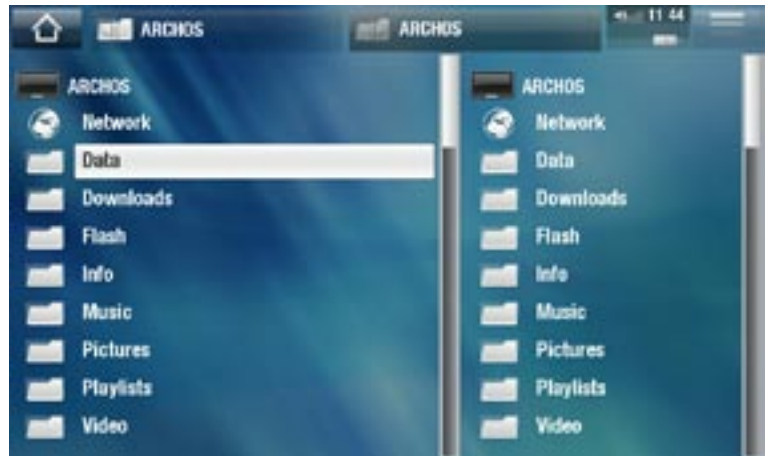 ARCHOS
ARCHOS
11 44
ARCHOS
Network
Data
Downloads
Flash
Info
Music
Pictures
Playlists
Video
ARCHOS
Network
Data
Downloads
Flash
Info
Music
Pictures
Playlists
Video